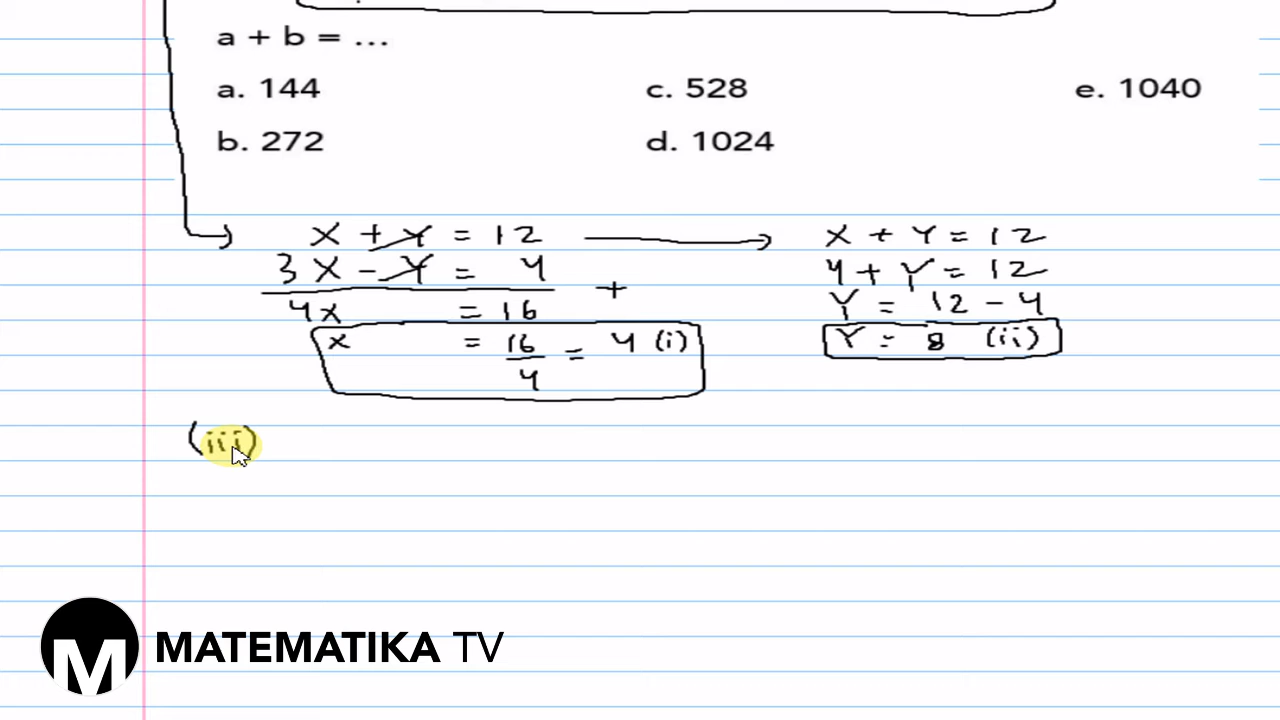 a + b = ...
a. 144 c. 528 e. 1040
b. 272 d. 1024
X + Y = 12 X + Y = 12
3X - Y = 4 + 4 + Y = 12
4x = 16 Y = 12 - 4
x = 16/4 = 4 (i) Y = 8 (ii)
(iii)
M MATEMATIKA TV